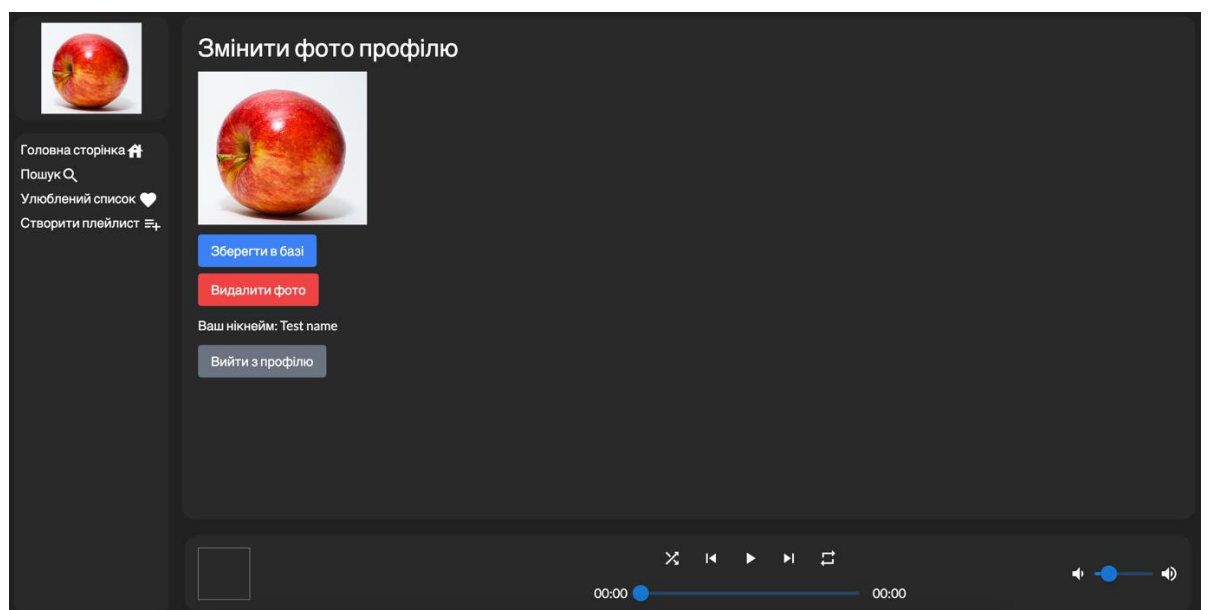 Змінити фото профілю
Головна сторінка
Пошук
Улюблений список
Створити плейлист
Зберегти в базі
Видалити фото
Ваш нікнейм: Test name
Вийти з профілю
00:00
00:00